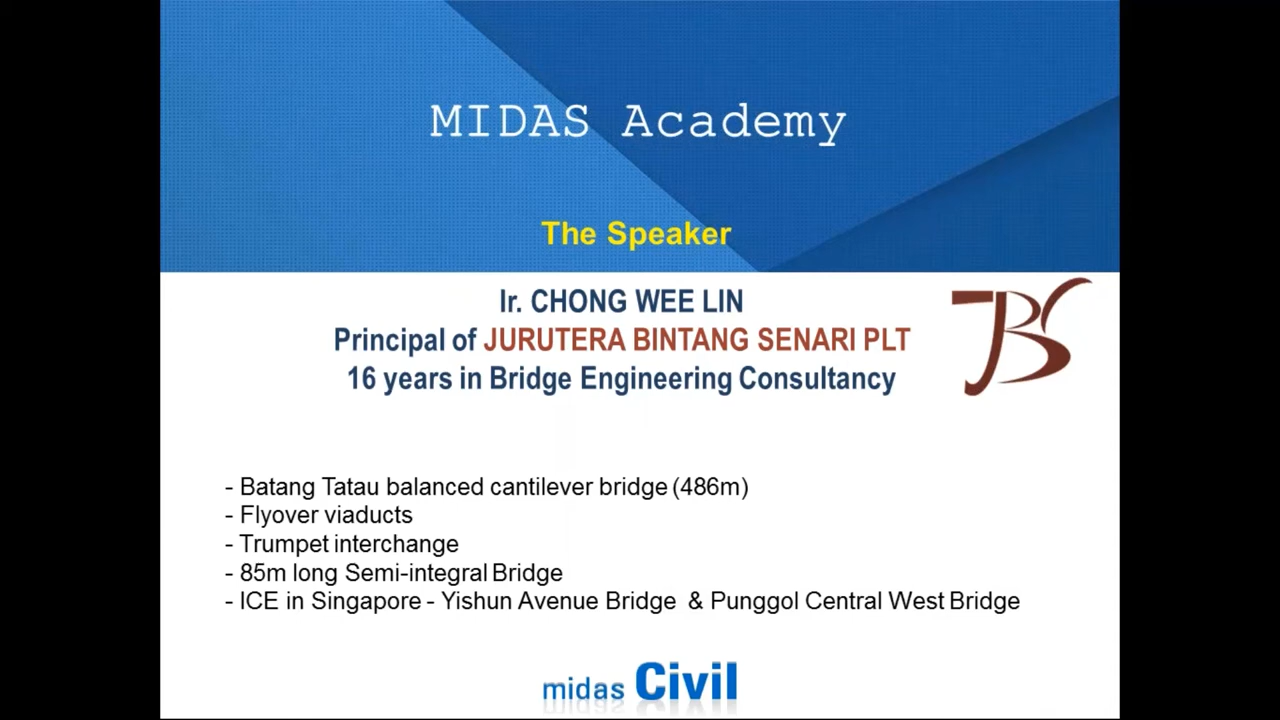 MIDAS Academy
The Speaker
Ir. CHONG WEE LIN
Principal of JURUTERA BINTANG SENARI PLT
16 years in Bridge Engineering Consultancy
JBS
- Batang Tatau balanced cantilever bridge (486m)
- Flyover viaducts
- Trumpet interchange
- 85m long Semi-integral Bridge
- ICE in Singapore - Yishun Avenue Bridge & Punggol Central West Bridge
midas Civil